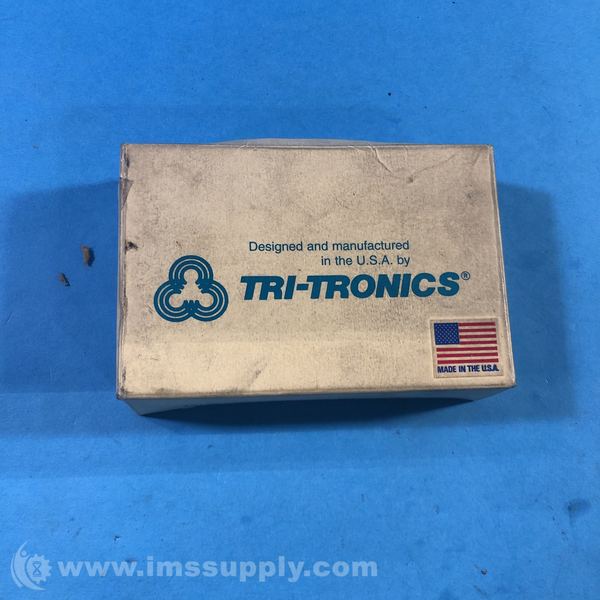 Designed and manufactured
in the U.S.A. by
TRI-TRONICS®
MADE IN THE U.S.A.
www.imssupply.com